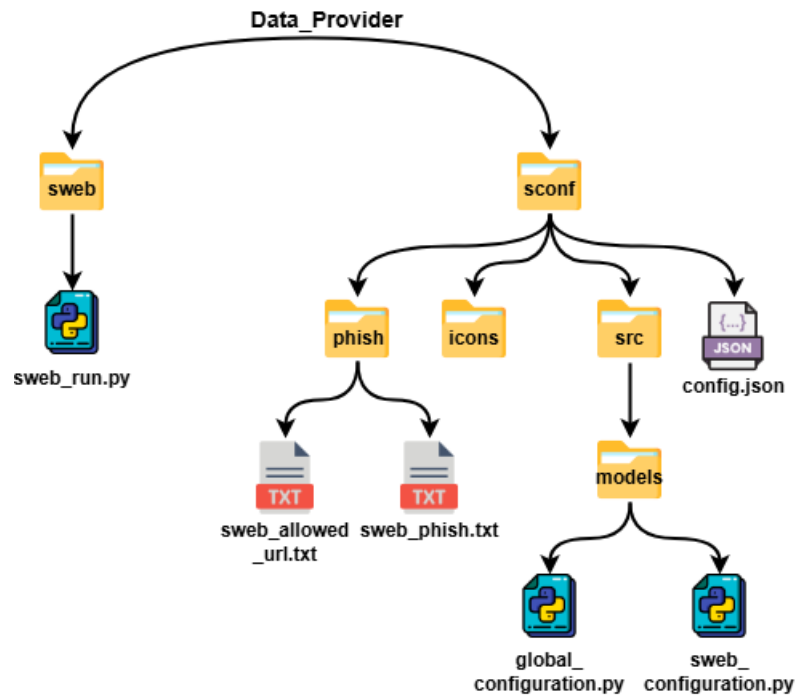 Data_Provider
sweb
sconf
sweb_run.py
phish
icons
src
{...}
JSON
config.json
TXT
TXT
sweb_allowed
_url.txt
sweb_phish.txt
models
global_
configuration.py
sweb_
configuration.py